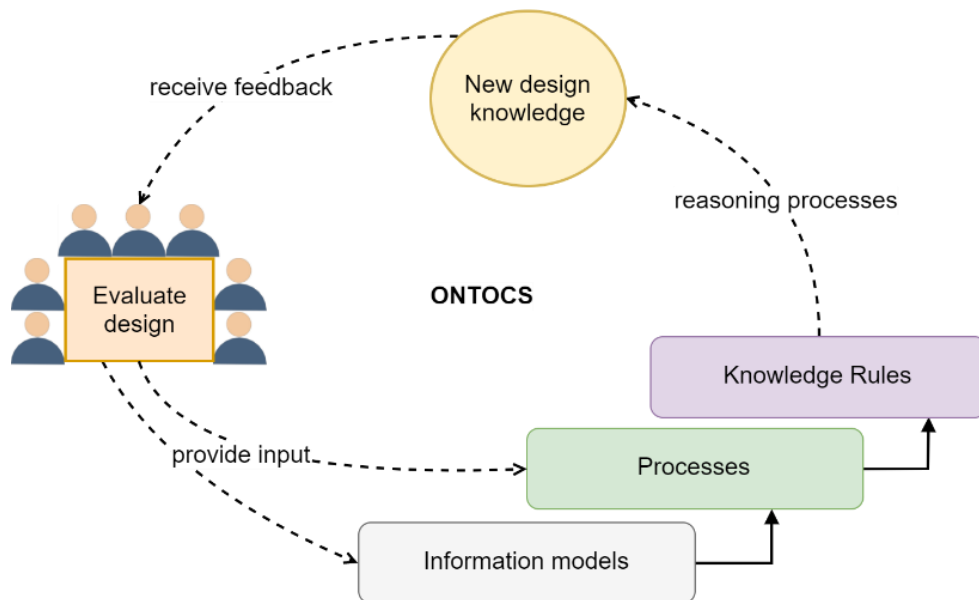 New design
knowledge
receive feedback
reasoning processes
Evaluate
design
ONTOCS
Knowledge Rules
provide input
Processes
Information models